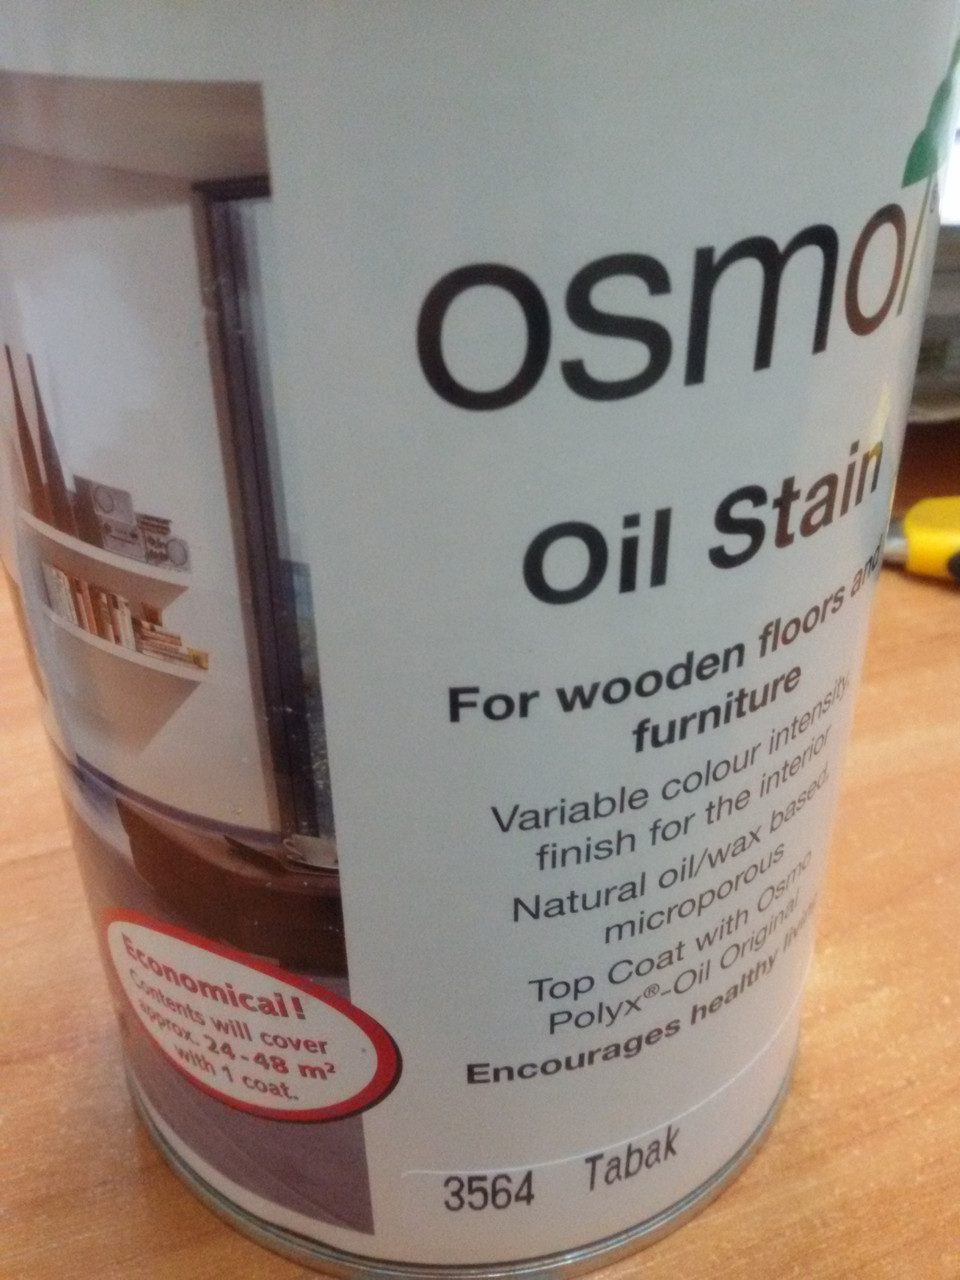 osmo
Oil Stain
For wooden floors and
furniture
Variable colour intensity,
finish for the interior
Natural oil/wax based,
microporous
Top Coat with Osmo
Polyx®-Oil Original
Encourages healthy living
Economical!
Contents will cover
approx. 24-48 m²
with 1 coat.
3564 Tabak